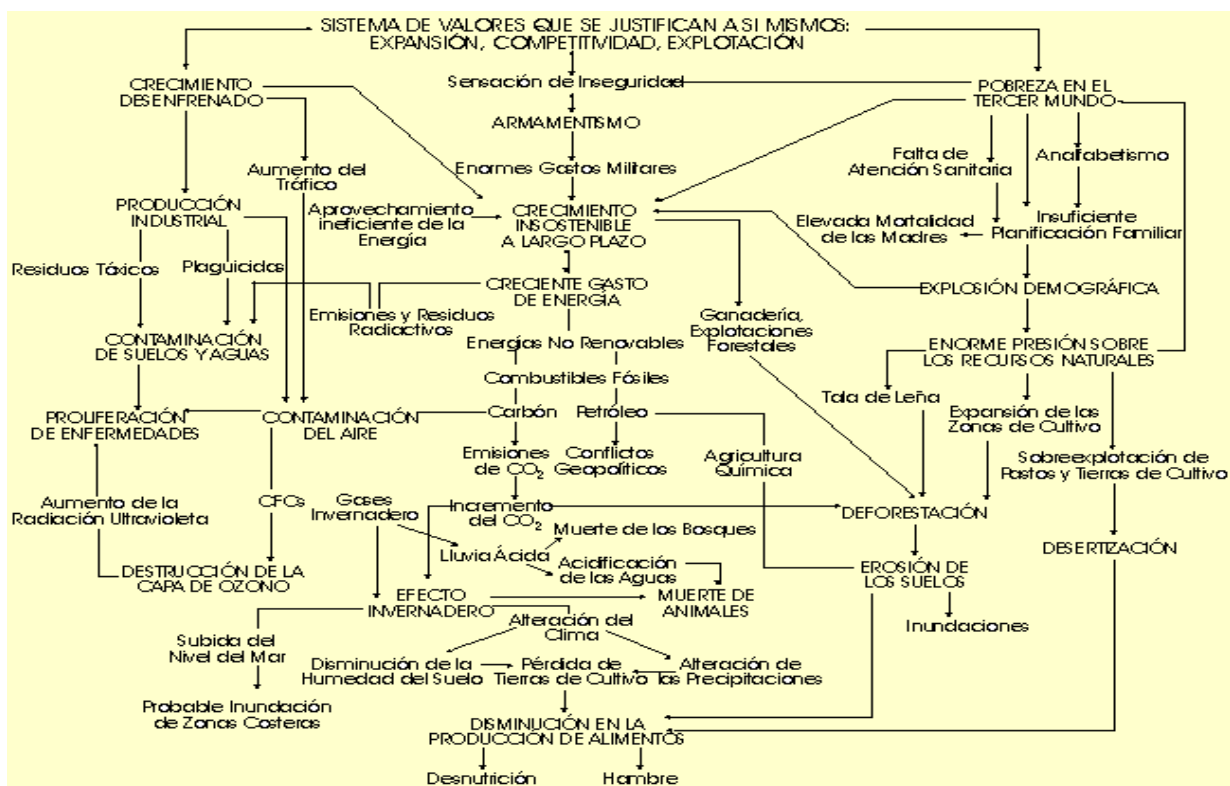 SISTEMA DE VALORES QUE SE JUSTIFICAN A SI MISMOS:
EXPANSIÓN, COMPETITIVIDAD, EXPLOTACIÓN
CRECIMIENTO
DESENFRENADO
Sensación de Inseguridad
POBREZA EN EL
TERCER MUNDO
ARMAMENTISMO
Aumento del
Tráfico
Enormes Gastos Militares
Falta de
Atención Sanitaria
Analfabetismo
PRODUCCIÓN
INDUSTRIAL
Aprovechamiento
ineficiente de la
Energía
CRECIMIENTO
INSOSTENIBLE
A LARGO PLAZO
Elevada Mortalidad
de las Madres
Insuficiente
Planificación Familiar
Residuos Tóxicos
Plaguicidas
CRECIENTE GASTO
DE ENERGÍA
EXPLOSIÓN DEMOGRÁFICA
Emisiones y Residuos
Radiactivos
Ganadería,
Explotaciones
Forestales
CONTAMINACIÓN
DE SUELOS Y AGUAS
Energías No Renovables
ENORME PRESIÓN SOBRE
LOS RECURSOS NATURALES
Combustibles Fósiles
Tala de Leña
PROLIFERACIÓN
DE ENFERMEDADES
CONTAMINACIÓN
DEL AIRE
Carbón
Petróleo
Expansión de las
Zonas de Cultivo
Emisiones
de CO2
Conflictos
Geopolíticos
Agricultura
Química
Sobreexplotación de
Pastos y Tierras de Cultivo
Aumento de la
Radiación Ultravioleta
CFCs
Gases
Invernadero
Incremento
del CO2
DEFORESTACIÓN
Muerte de los Bosques
Lluvia Ácida
DESERTIZACIÓN
DESTRUCCIÓN DE LA
CAPA DE OZONO
Acidificación
de las Aguas
EROSIÓN DE
LOS SUELOS
EFECTO
INVERNADERO
MUERTE DE
ANIMALES
Alteración del
Clima
Inundaciones
Subida del
Nivel del Mar
Disminución de la
Humedad del Suelo
Pérdida de
Tierras de Cultivo
Alteración de
las Precipitaciones
Probable Inundación
de Zonas Costeras
DISMINUCIÓN EN LA
PRODUCCIÓN DE ALIMENTOS
Desnutrición
Hambre